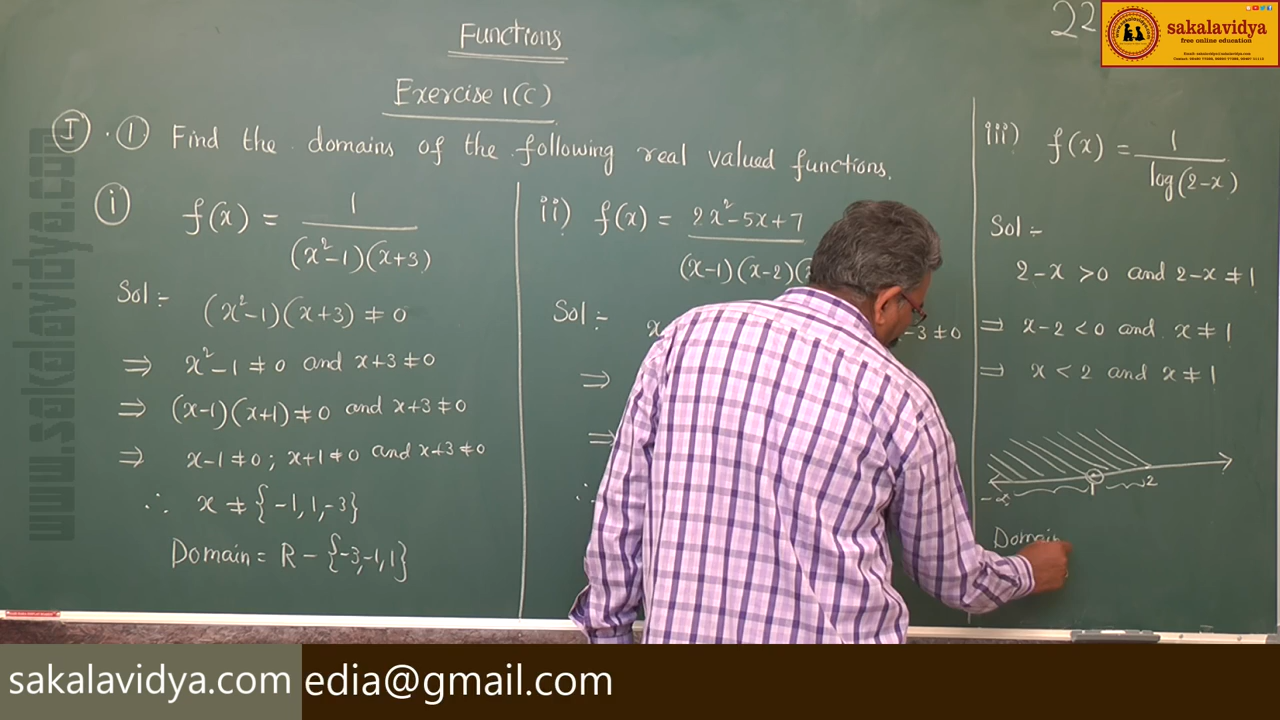 Functions
Exercise 1(C)
22
sakalavidya
free online education
I . 1 Find the domains of the following real valued functions.
i f(x) = 1 / (x²-1)(x+3)
Sol :-
(x²-1)(x+3) ≠ 0
⇒ x²-1 ≠ 0 and x+3 ≠ 0
⇒ (x-1)(x+1) ≠ 0 and x+3 ≠ 0
⇒ x-1 ≠ 0 ; x+1 ≠ 0 and x+3 ≠ 0
∴ x ≠ {-1, 1, -3}
Domain = R - {-3, -1, 1}
ii) f(x) = 2x²-5x+7 / (x-1)(x-2)(
Sol :-
x -3 ≠ 0
⇒
⇒
∴
iii) f(x) = 1 / log(2-x)
Sol :-
2-x > 0 and 2-x ≠ 1
⇒ x-2 < 0 and x ≠ 1
⇒ x < 2 and x ≠ 1
-∞ 1 2
Domain
www.sakalavidya.com
sakalavidya.com
edia@gmail.com